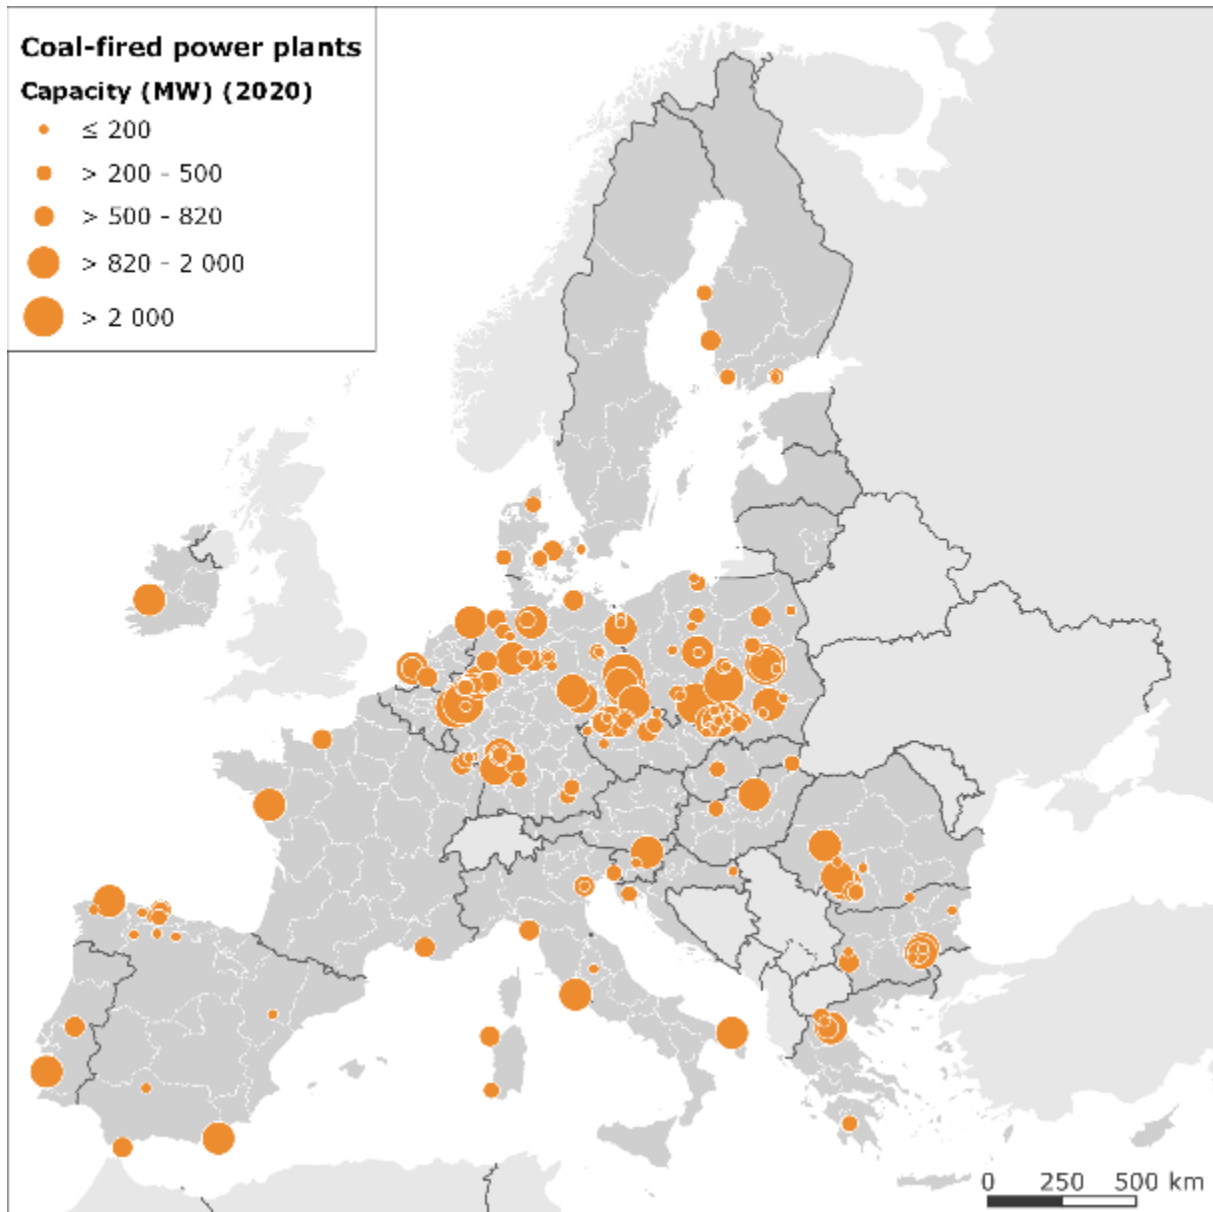 Coal-fired power plants
Capacity (MW) (2020)
≤ 200
> 200 - 500
> 500 - 820
> 820 - 2 000
> 2 000
0 250 500 km